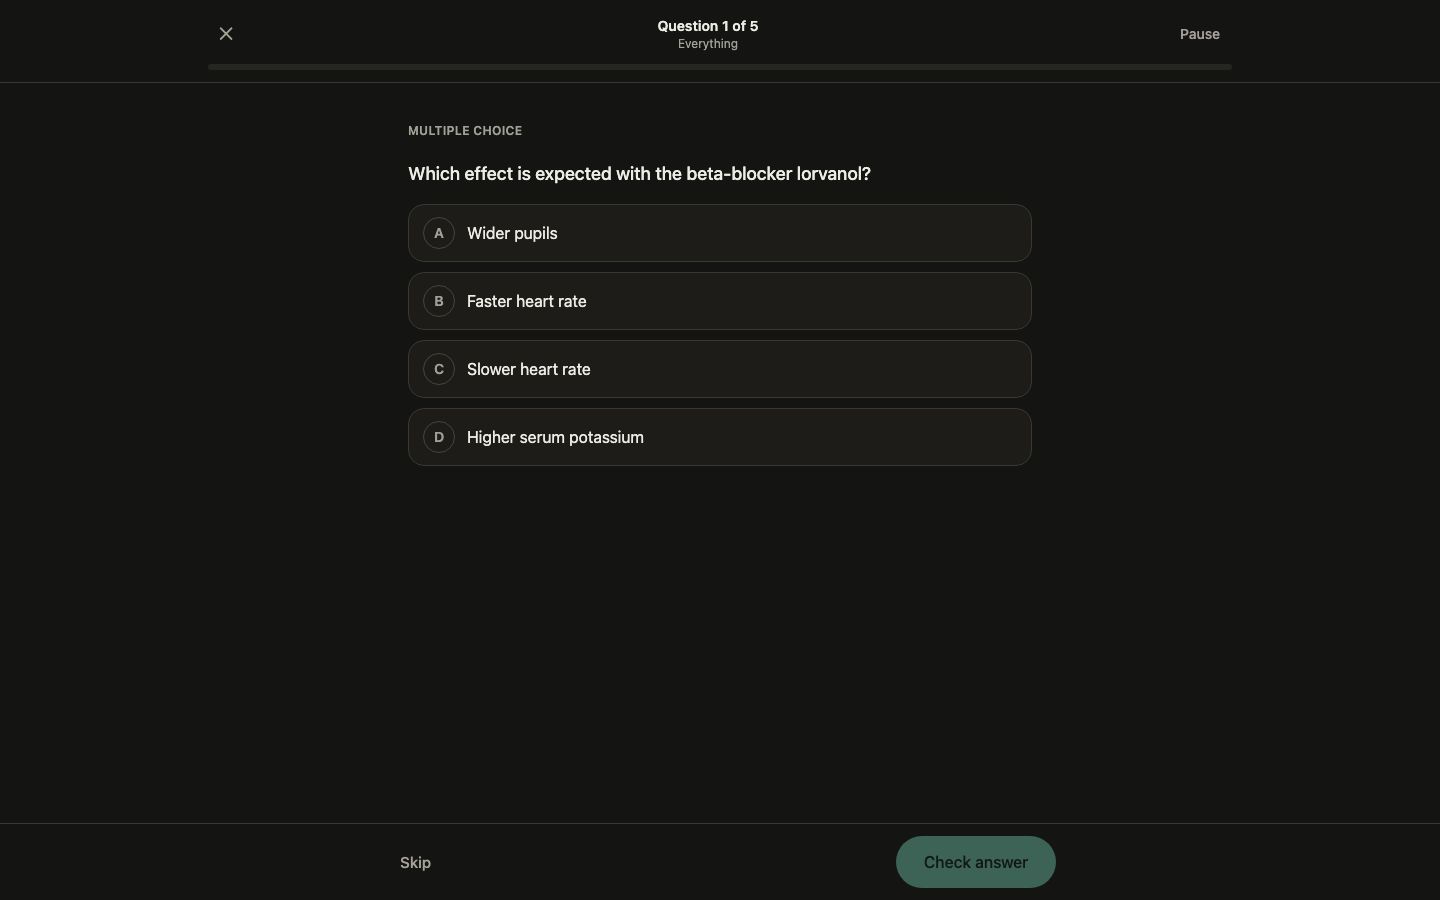 Question 1 of 5
Everything
Pause
MULTIPLE CHOICE
Which effect is expected with the beta-blocker lorvanol?
A Wider pupils
B Faster heart rate
C Slower heart rate
D Higher serum potassium
Skip
Check answer